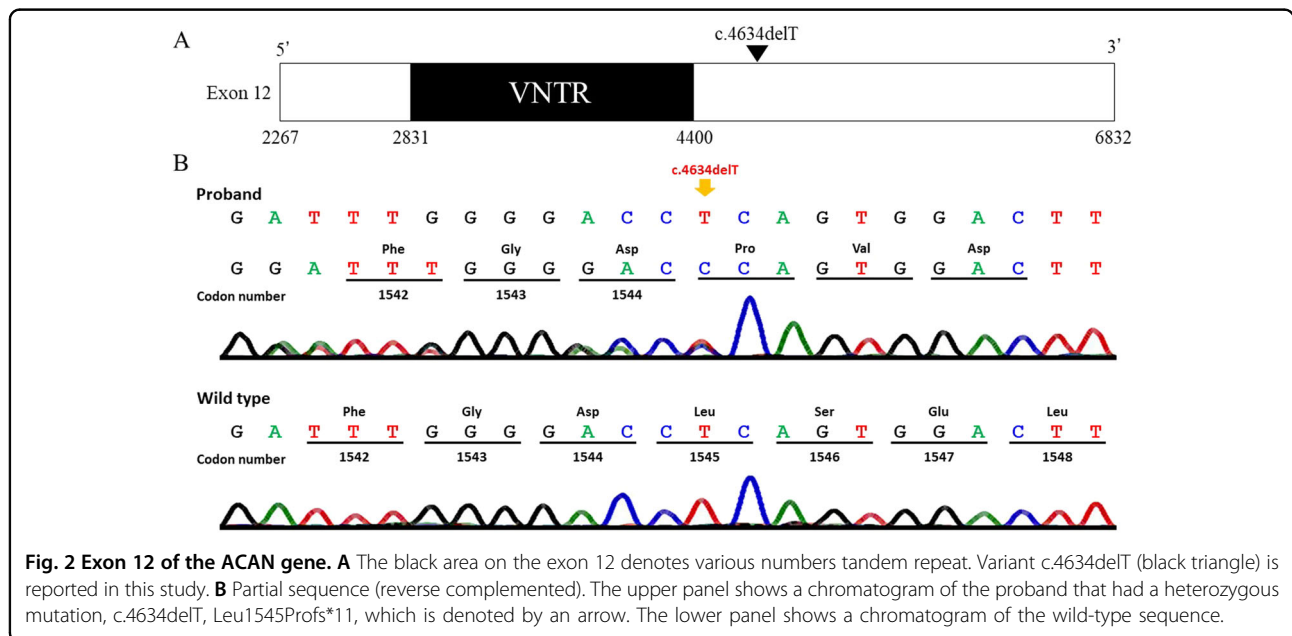 A
5’
c.4634delT
3’
Exon 12
VNTR
2267
2831
4400
6832
B
c.4634delT
Proband
G A T T T G G G G A C C T C A G T G G A C T T
Phe Gly Asp Pro Val Asp
G G A T T T G G G G A C C C A G T G G A C T T
Codon number 1542 1543 1544
Wild type
Phe Gly Asp Leu Ser Glu Leu
G A T T T G G G G A C C T C A G T G G A C T T
Codon number 1542 1543 1544 1545 1546 1547 1548
Fig. 2 Exon 12 of the ACAN gene. A The black area on the exon 12 denotes various numbers tandem repeat. Variant c.4634delT (black triangle) is
reported in this study. B Partial sequence (reverse complemented). The upper panel shows a chromatogram of the proband that had a heterozygous
mutation, c.4634delT, Leu1545Profs*11, which is denoted by an arrow. The lower panel shows a chromatogram of the wild-type sequence.